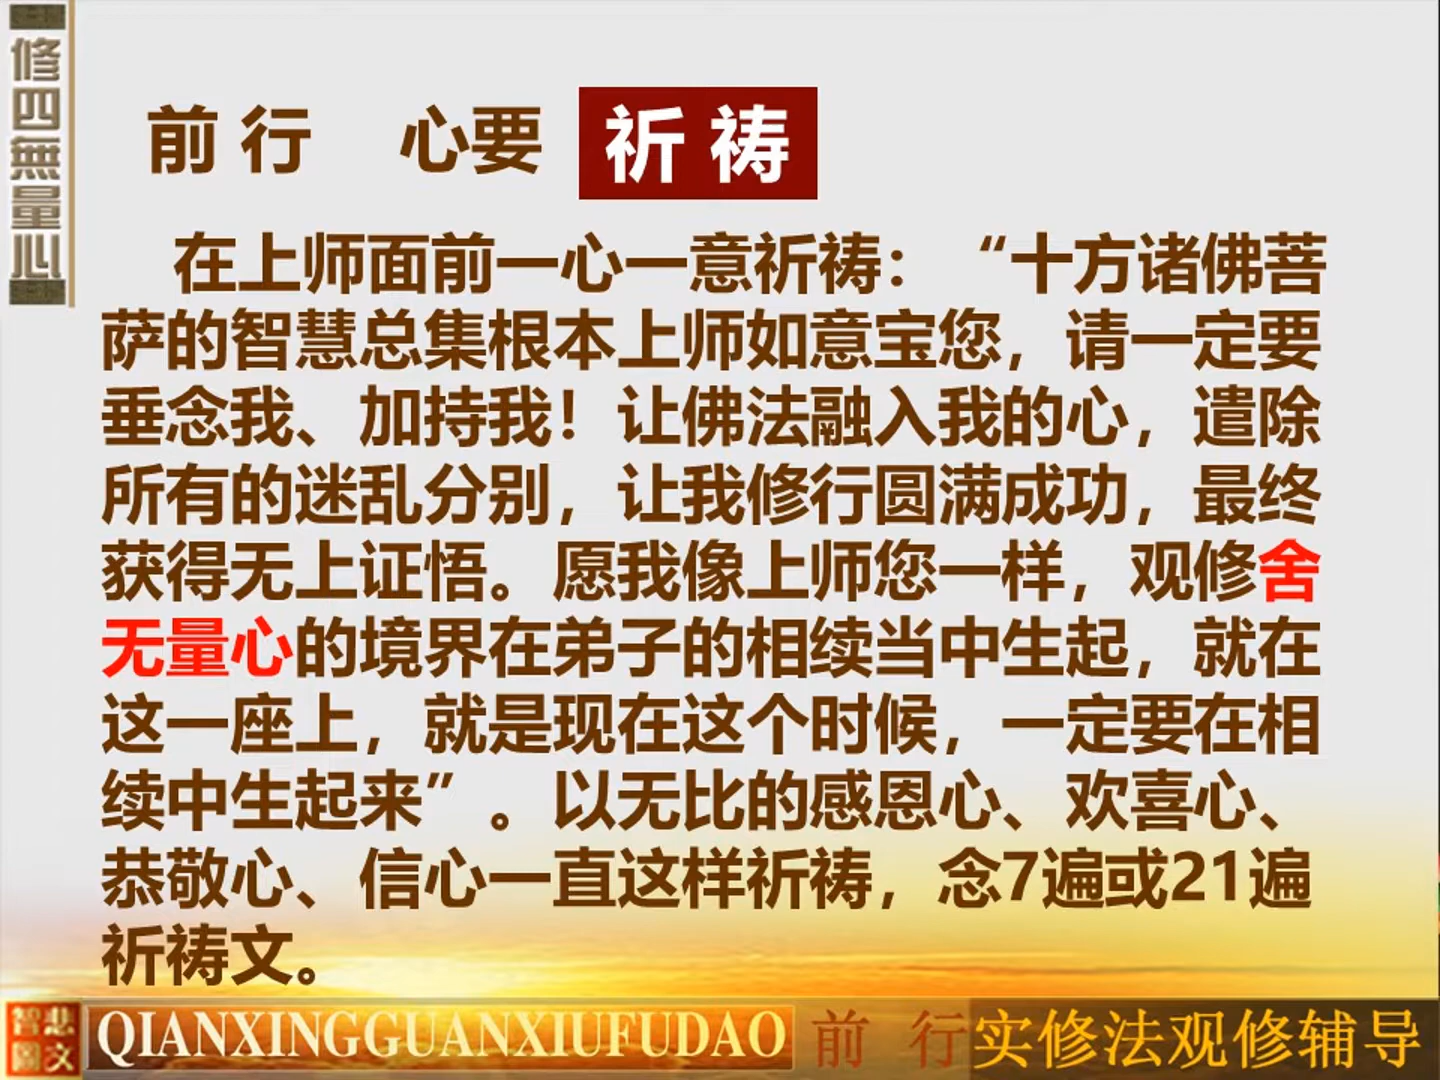 修四無量心
前 行 心要 祈 祷
在上师面前一心一意祈祷：“十方诸佛菩
萨的智慧总集根本上师如意宝您，请一定要
垂念我、加持我！让佛法融入我的心，遣除
所有的迷乱分别，让我修行圆满成功，最终
获得无上证悟。愿我像上师您一样，观修舍
无量心的境界在弟子的相续当中生起，就在
这一座上，就是现在这个时候，一定要在相
续中生起来”。以无比的感恩心、欢喜心、
恭敬心、信心一直这样祈祷，念7遍或21遍
祈祷文。
智悲
圖文
QIANXINGGUANXIUFUDAO 前 行 实修法观修辅导